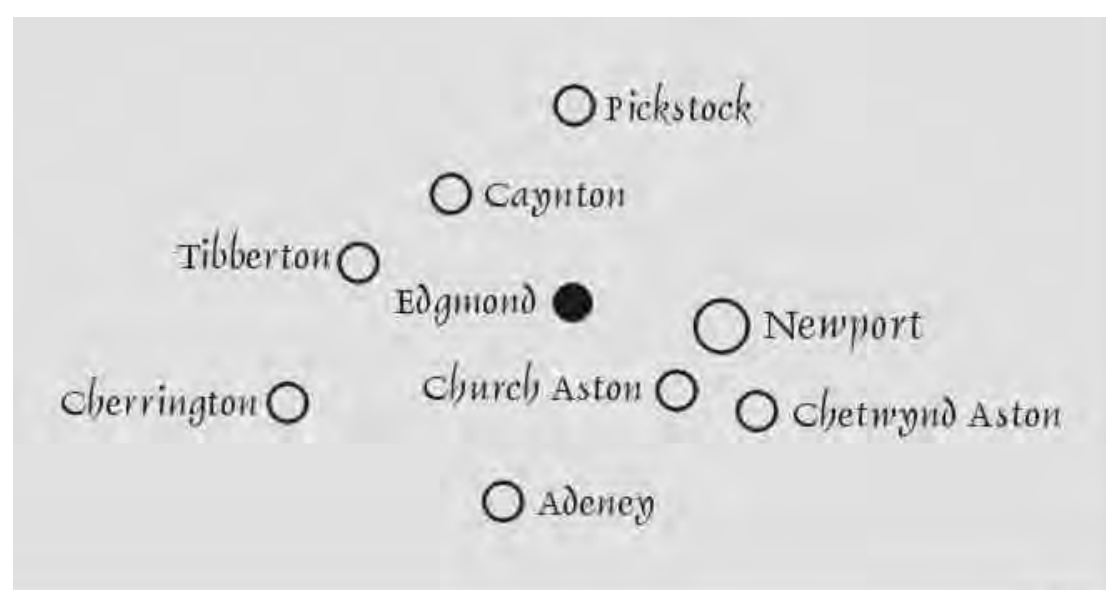 Pickstock
Caynton
Tibberton
Edgmond
Newport
Church Aston
Cherrington
Chetwynd Aston
Adeney